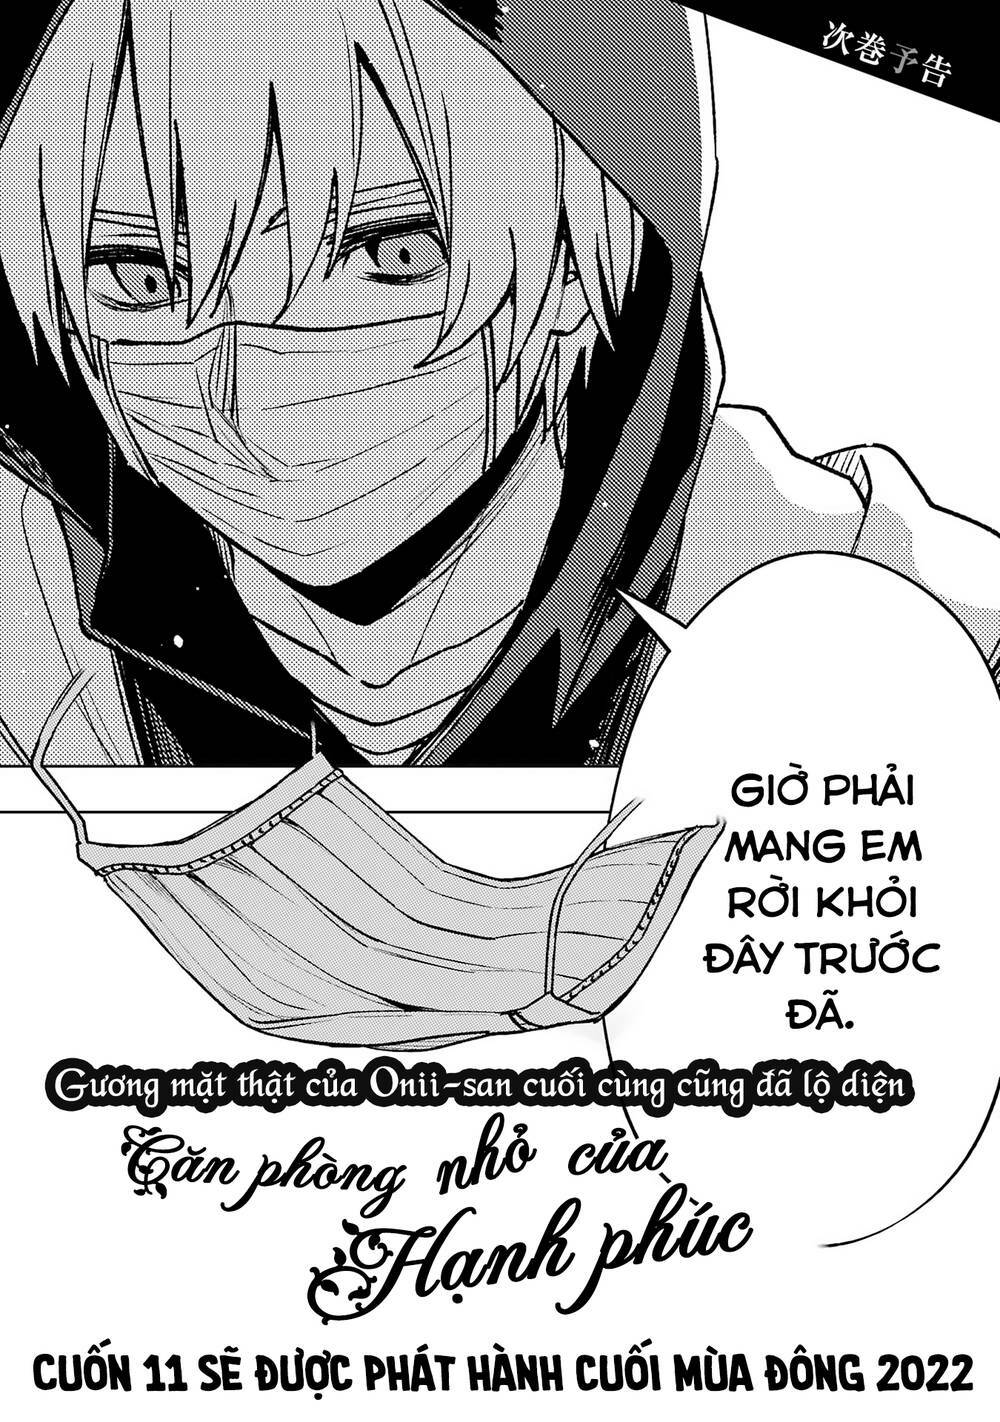 次巻予告
GIỜ PHẢI
MANG EM
RỜI KHỎI
ĐÂY TRƯỚC
ĐÃ.
Gương mặt thật của Onii-san cuối cùng cũng đã lộ diện
Căn phòng nhỏ của
Hạnh phúc
CUỐN 11 SẼ ĐƯỢC PHÁT HÀNH CUỐI MÙA ĐÔNG 2022